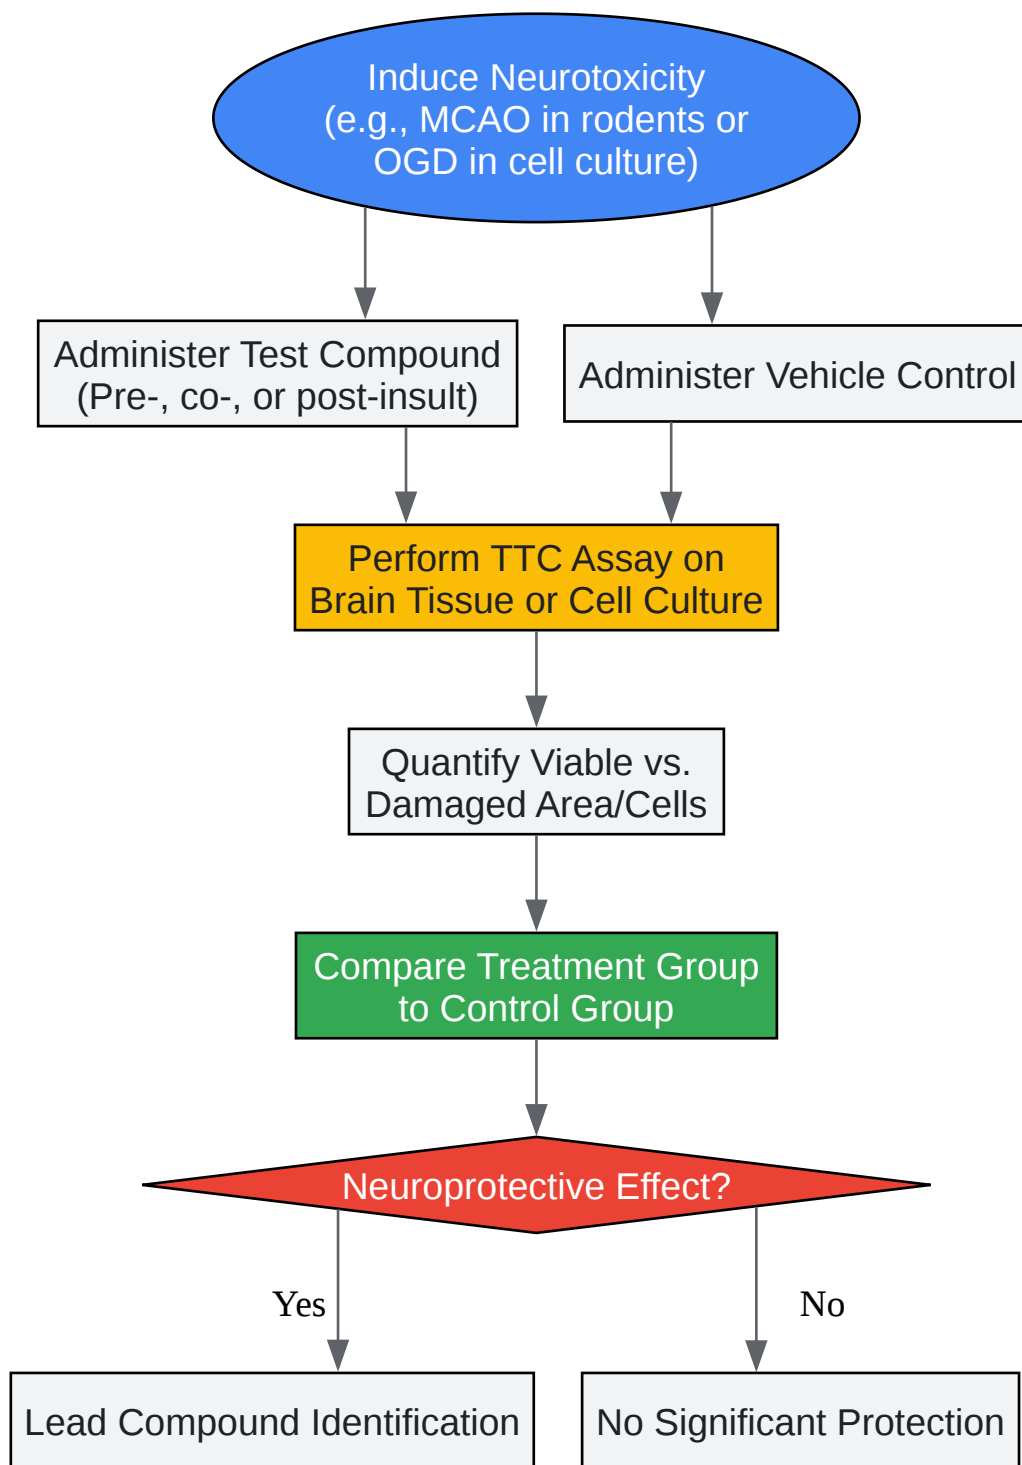 Induce Neurotoxicity
(e.g., MCAO in rodents or
OGD in cell culture)
Administer Test Compound
(Pre-, co-, or post-insult)
Administer Vehicle Control
Perform TTC Assay on
Brain Tissue or Cell Culture
Quantify Viable vs.
Damaged Area/Cells
Compare Treatment Group
to Control Group
Neuroprotective Effect?
Yes
No
Lead Compound Identification
No Significant Protection